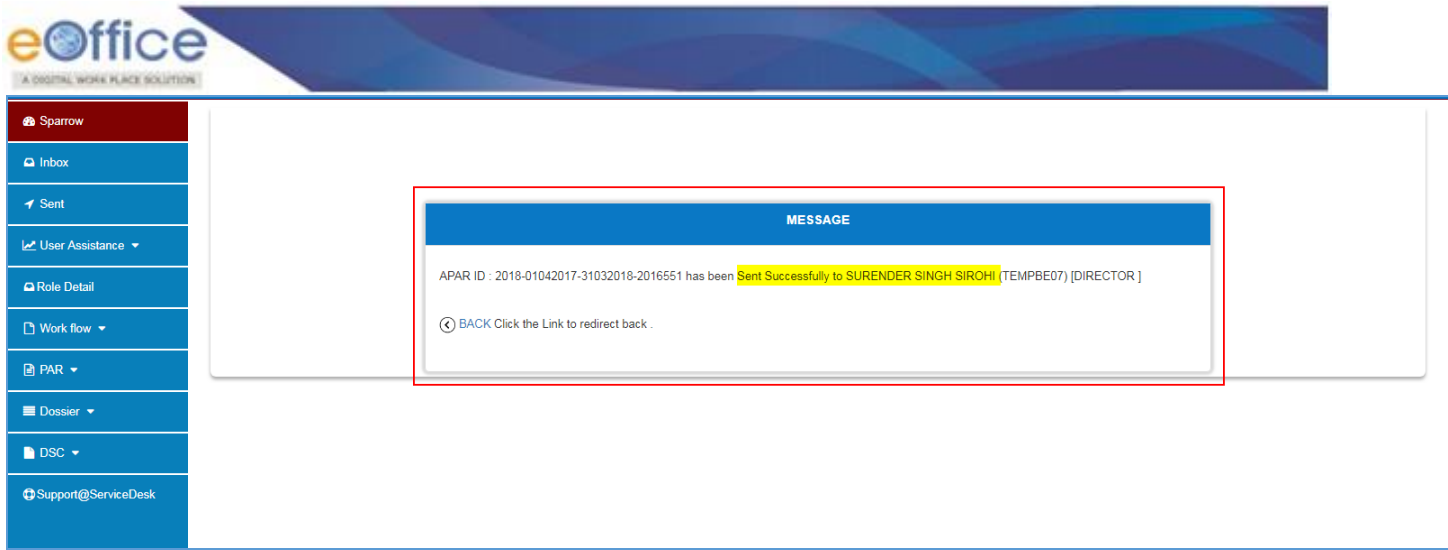 eOffice
A DIGITAL WORK PLACE SOLUTION
Sparrow
Inbox
Sent
User Assistance
Role Detail
Work flow
PAR
Dossier
DSC
Support@ServiceDesk
MESSAGE
APAR ID : 2018-01042017-31032018-2016551 has been Sent Successfully to SURENDER SINGH SIROHI (TEMPBE07) [DIRECTOR ]
BACK Click the Link to redirect back .